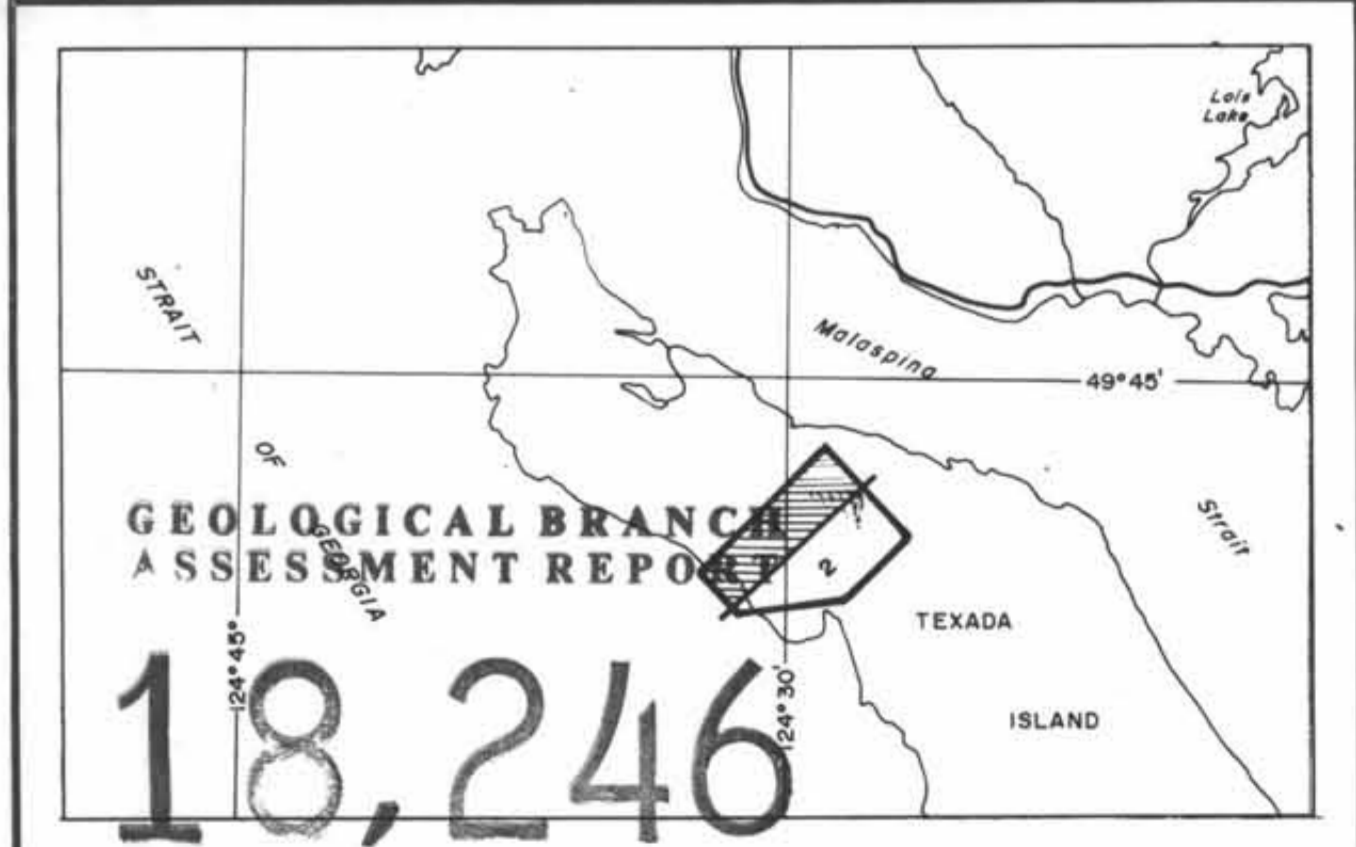 Lois
Lake
STRAIT
Malaspina
49°45'
OF
GEOLOGICAL BRANCH
ASSESSMENT REPORT
GEORGIA
Strait
2
TEXADA
ISLAND
124°45°
124°30'
18,246